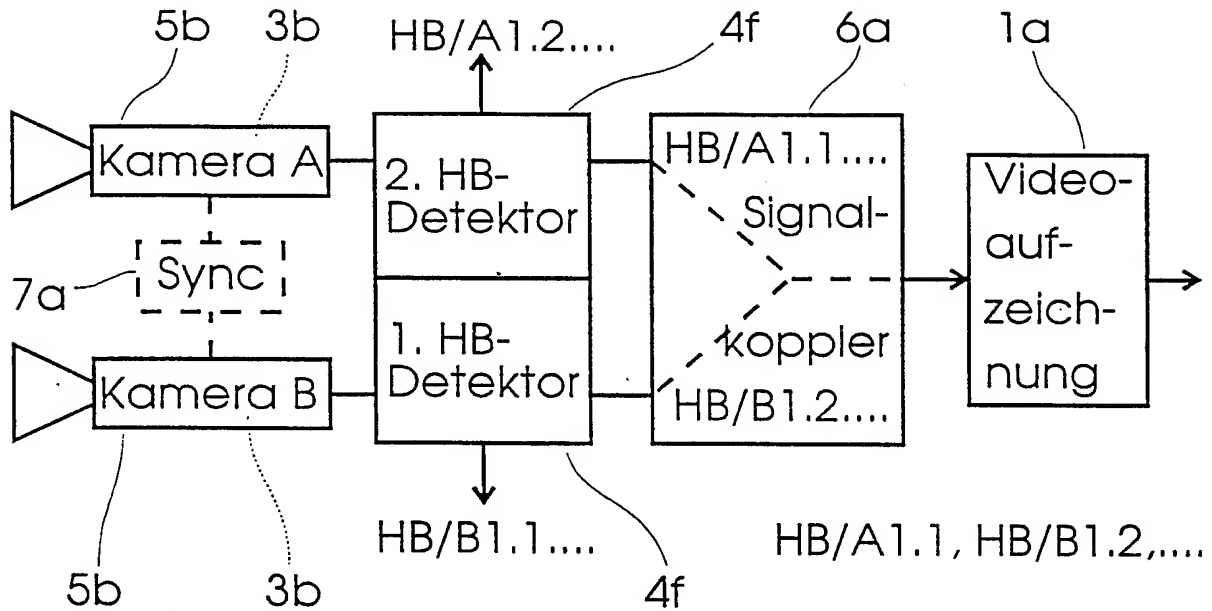 5b
3b
HB/A1.2....
4f
6a
1a
Kamera A
2. HB-
Detektor
HB/A1.1....
Signal-
Video-
auf-
zeich-
nung
7a
Sync
Kamera B
1. HB-
Detektor
koppler
HB/B1.2....
5b
3b
HB/B1.1....
4f
HB/A1.1, HB/B1.2,....